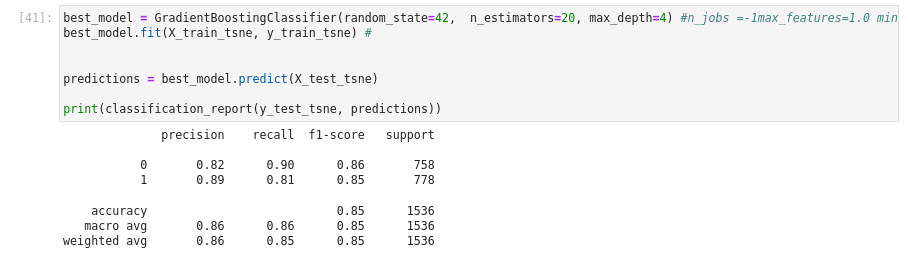 [41]: best_model = GradientBoostingClassifier(random_state=42,  n_estimators=20, max_depth=4) #n_jobs =-1max_features=1.0 min
best_model.fit(X_train_tsne, y_train_tsne) #
predictions = best_model.predict(X_test_tsne)
print(classification_report(y_test_tsne, predictions))
precision recall f1-score support
0 0.82 0.90 0.86 758
1 0.89 0.81 0.85 778
accuracy 0.85 1536
macro avg 0.86 0.86 0.85 1536
weighted avg 0.86 0.85 0.85 1536